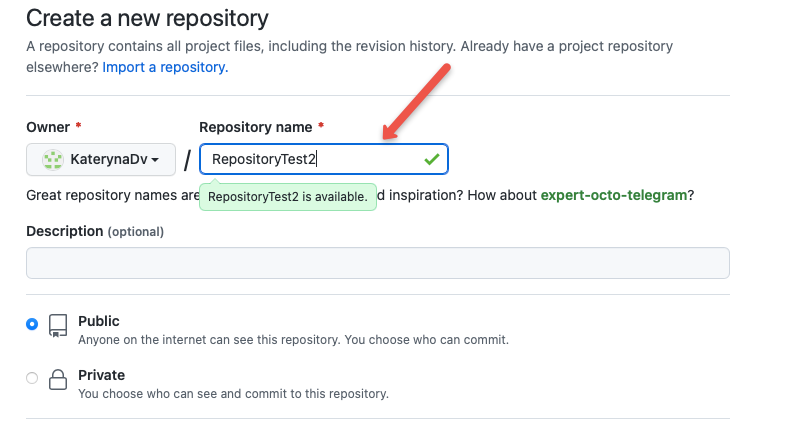 Create a new repository
A repository contains all project files, including the revision history. Already have a project repository
elsewhere? Import a repository.
Owner * Repository name *
KaterynaDv / RepositoryTest2
Great repository names are d inspiration? How about expert-octo-telegram?
RepositoryTest2 is available.
Description (optional)
Public
Anyone on the internet can see this repository. You choose who can commit.
Private
You choose who can see and commit to this repository.